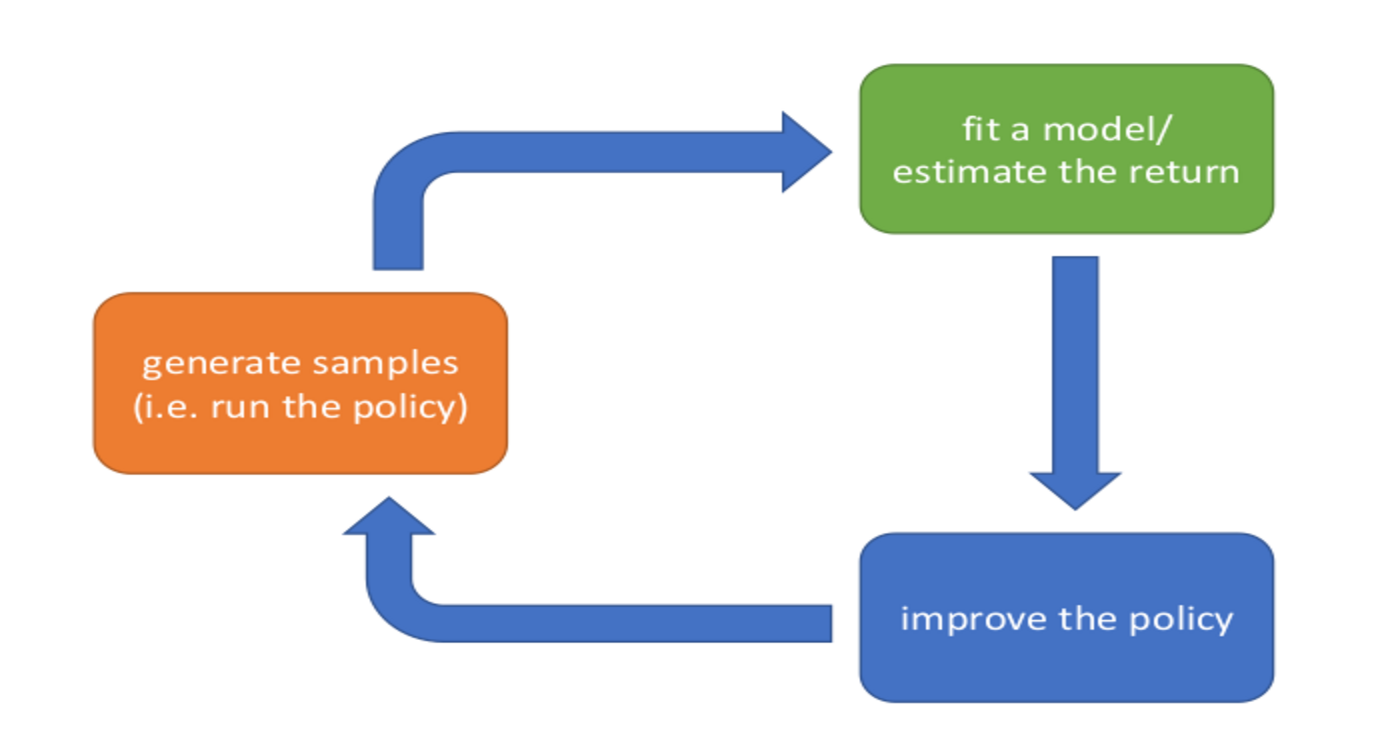 fit a model/
estimate the return
generate samples
(i.e. run the policy)
improve the policy